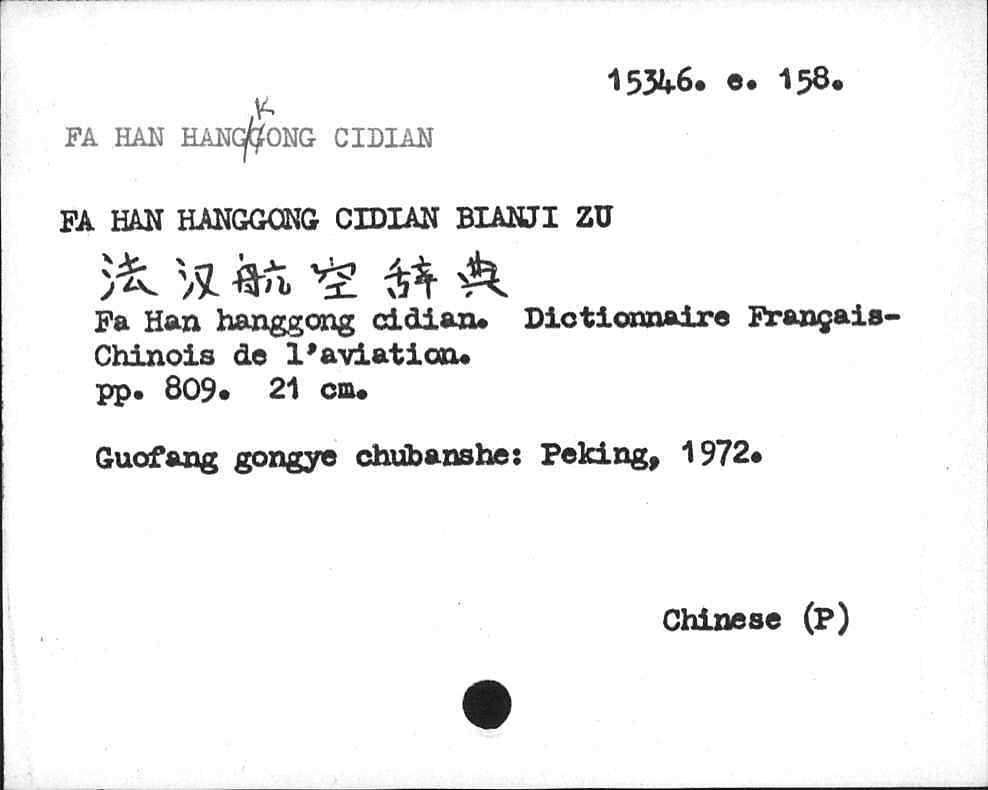 15346. e. 158.
K
FA HAN HANGGONG CIDIAN
FA HAN HANGGONG CIDIAN BIANJI ZU
法汉航空辞典
Fa Han hanggong cidian. Dictionnaire Français-
Chinois de l'aviation.
pp. 809. 21 cm.
Guofang gongye chubanshe: Peking, 1972.
Chinese (P)